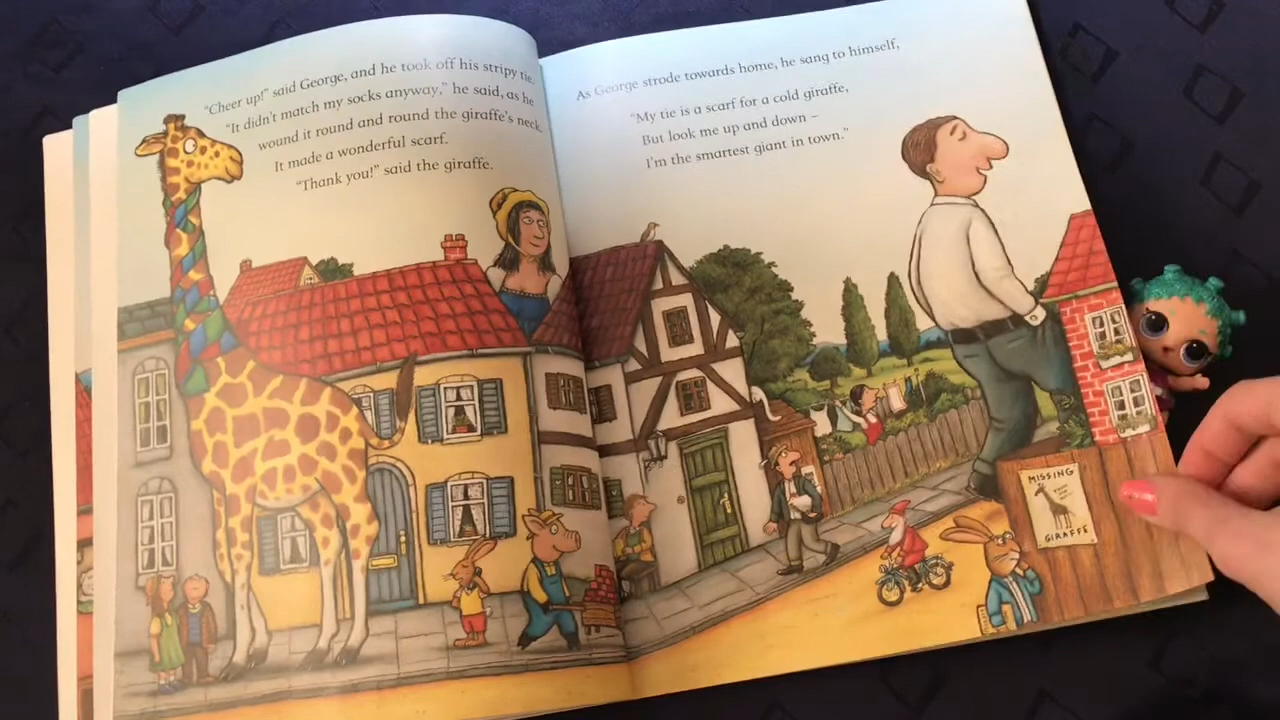 "Cheer up!" said George, and he took off his stripy tie.
"It didn't match my socks anyway," he said, as he
wound it round and round the giraffe's neck.
It made a wonderful scarf.
"Thank you!" said the giraffe.
As George strode towards home, he sang to himself,
"My tie is a scarf for a cold giraffe,
But look me up and down –
I'm the smartest giant in town."
MISSING
GIRAFFE